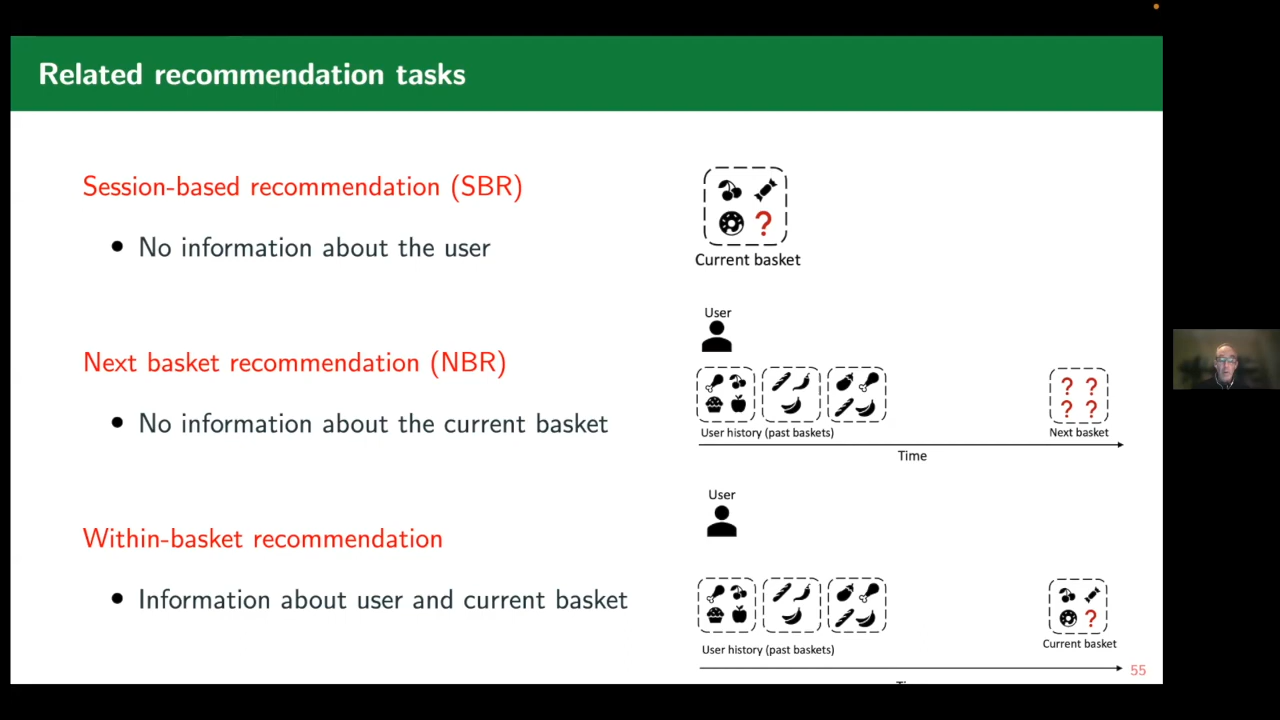 Related recommendation tasks
Session-based recommendation (SBR)
• No information about the user
? 
Current basket
Next basket recommendation (NBR)
• No information about the current basket
User
? ?
? ?
User history (past baskets)
Next basket
Time
Within-basket recommendation
• Information about user and current basket
User
?
User history (past baskets)
Current basket
55